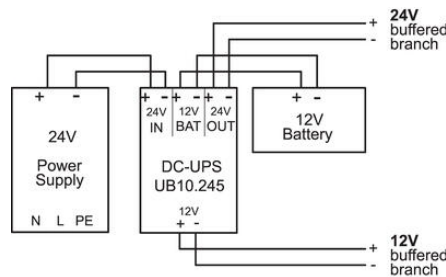 + 24V
buffered
- branch
+ -
24V
Power
Supply
N L PE
+ - + - + -
24V 12V 24V
IN BAT OUT
DC-UPS
UB10.245
12V
+ -
+ -
12V
Battery
+ 12V
buffered
- branch